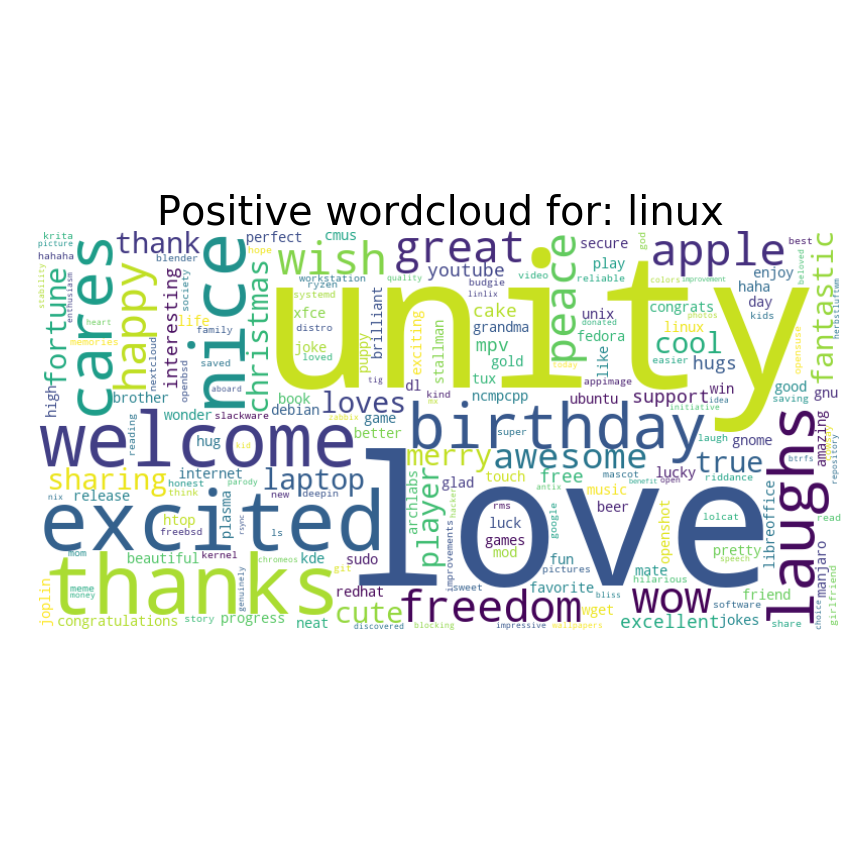 Positive wordcloud for: linux
krita
picture
hahaha
stability
enthusiasm
fortune
cares
thank
blender
happy
interesting
nextcloud
openbsd
society
life
family
saved
aboard
nice
perfect
hope
christmas
cmus
wish
great
youtube
workstation
ryzen
systemd
xfce
distro
joke
loved
puppy
brilliant
tig
exciting
stallman
budgie
linlix
cake
grandma
mpv
gold
tux
dl
kind
ncmpcpp
video
unity
peace
donated
today
secure
play
reliable
unix
fedora
like
appimage
ubuntu
god
apple
colors
improvement
congrats
photos
linux
cool
easier
hugs
support
initiative
idea
win
enjoy
haha
day
kids
best
beloved
opensuse
good
saving
gnu
fantastic
herbstluftwm
heart
memories
high
brother
reading
wonder
slackware
book
debian
hug
loves
game
better
welcome
birthday
super
laugh
gnome
amazing
repository
sharing
think
honest
internet
parody
kid
laptop
merry
awesome
touch
antix
glad
free
mascot
music
beer
lucky
open
benefit
true
riddance
btrfs
laughs
nix
release
htop
freebsd
plasma
rsync
new
deepin
ls
excited
archlabs
player
improvements
hacker
rms
luck
games
mod
google
love
fun
pictures
openshot
lolcat
pretty
speech
libreoffice
read
manjaro
girlfriend
mom
beautiful
kernel
chromeos
kde
sudo
git
me
sweet
favorite
bliss
mate
hilarious
friend
joplin
meme
money
thanks
genuinely
redhat
zabbix
cute
freedom
wget
wow
software
choice
congratulations
story
progress
neat
discovered
blocking
impressive
wallpapers
excellent
jokes
share
quality